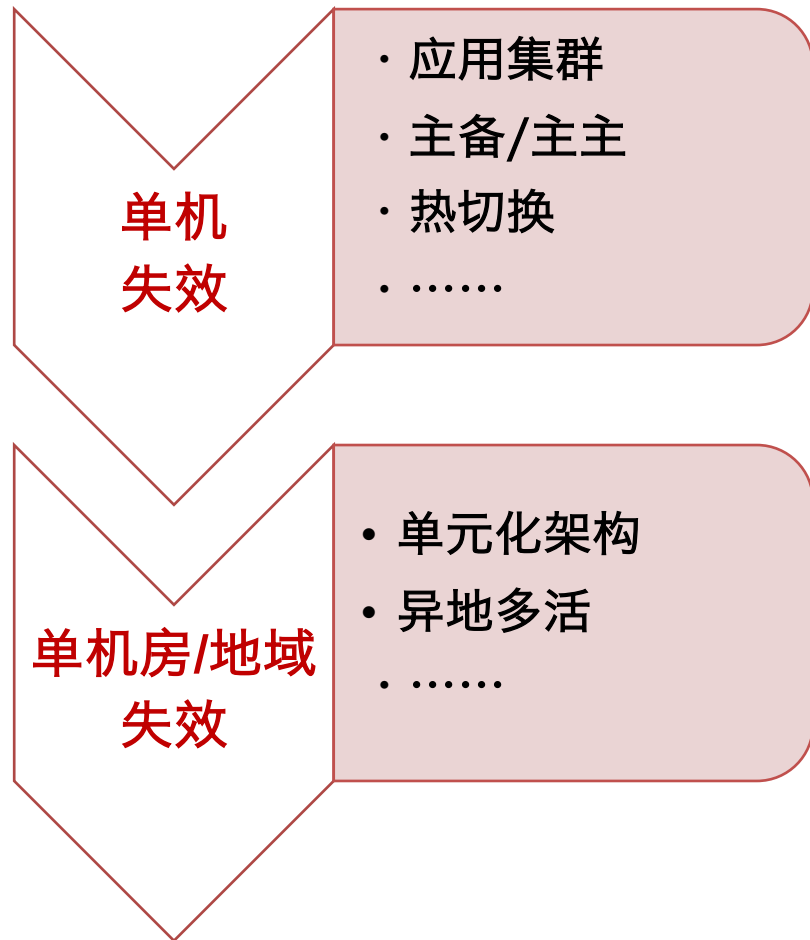 单机
失效
· 应用集群
· 主备/主主
· 热切换
· ……
单机房/地域
失效
• 单元化架构
• 异地多活
· ……